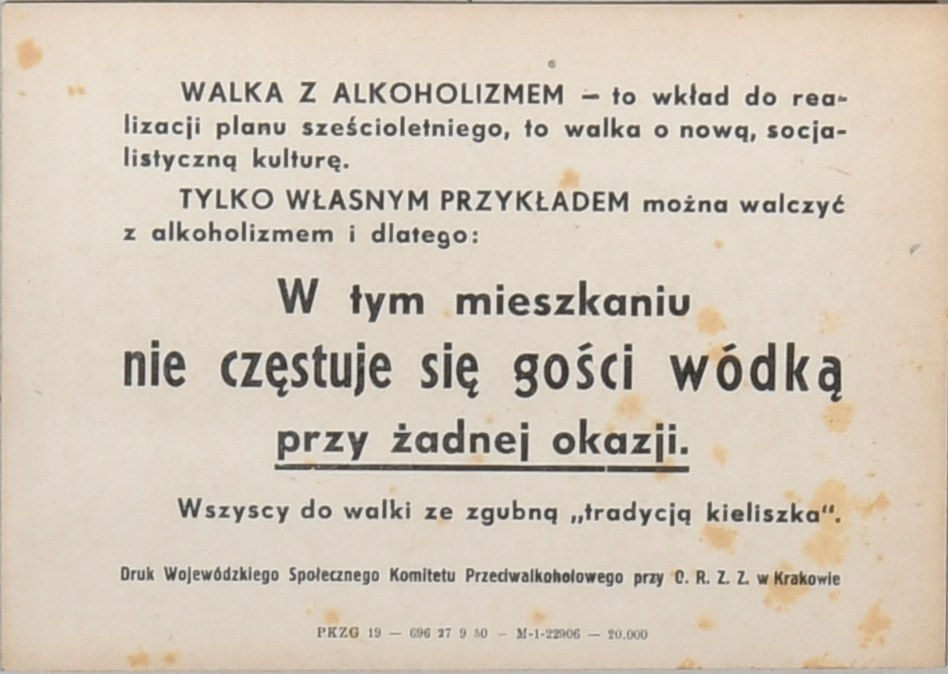 WALKA Z ALKOHOLIZMEM – to wkład do rea-
lizacji planu sześcioletniego, to walka o nową, socja-
listyczną kulturę.
TYLKO WŁASNYM PRZYKŁADEM można walczyć
z alkoholizmem i dlatego:
W tym mieszkaniu
nie częstuje się gości wódką
przy żadnej okazji.
Wszyscy do walki ze zgubną „tradycją kieliszka".
Druk Wojewódzkiego Społecznego Komitetu Przeciwalkoholowego przy O. R. Z. Z. w Krakowie
PKZG 19 — 696 27 9 50 — M-1-22906 — 20.000